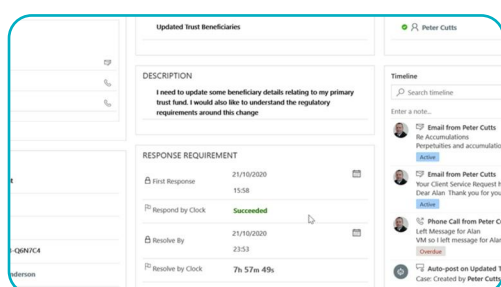 Updated Trust Beneficiaries
Peter Cutts
DESCRIPTION
I need to update some beneficiary details relating to my primary
trust fund. I would also like to understand the regulatory
requirements around this change
t
RESPONSE REQUIREMENT
First Response
21/10/2020
15:58
Respond by Clock
Succeeded
Resolve By
21/10/2020
23:53
Resolve by Clock
7h 57m 49s
-Q6N7C4
nderson
Timeline
Search timeline
Enter a note...
Email from Peter Cutts
Re Accumulations
Perpetuities and accumulatio
Active
Email from Peter Cutts
Your Client Service Request h
Dear Alan Thank you for you
Active
Phone Call from Peter Cu
Left Message for Alan
VM so I left message for Alan
Overdue
Auto-post on Updated T
Case: Created by Peter Cutts